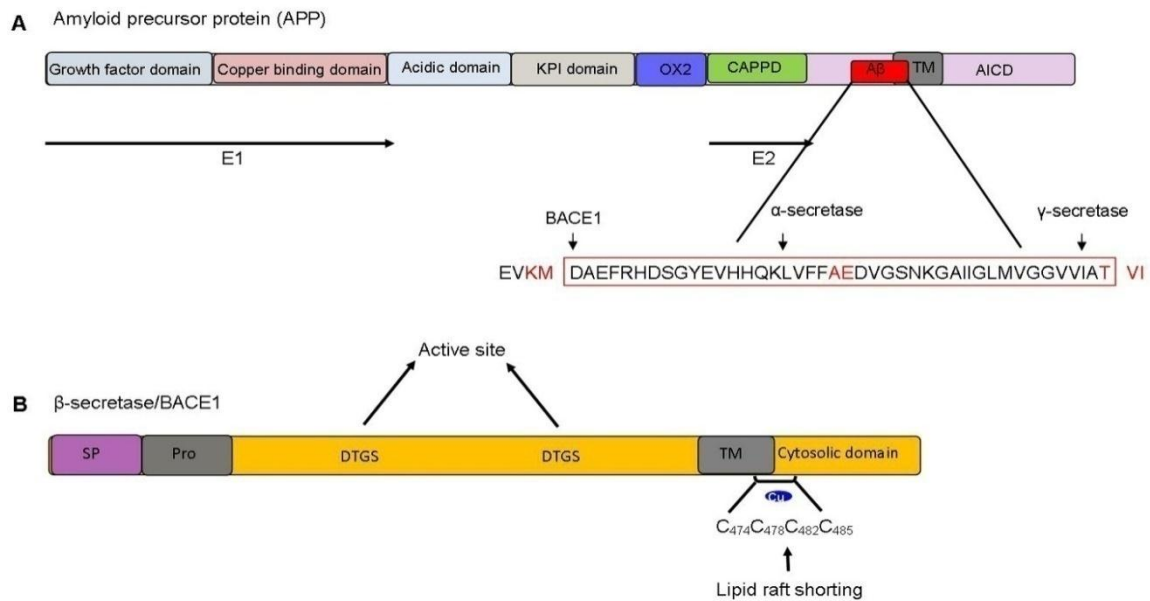 A Amyloid precursor protein (APP)
Growth factor domain Copper binding domain Acidic domain KPI domain OX2 CAPPD Aβ TM AICD
E1 E2
BACE1 α-secretase γ-secretase
EVKM DAEFRHDSGYEVHHQKLVFFAEDVGSNKGAIIGLMVGGVVIAT VI
Active site
B β-secretase/BACE1
SP Pro DTGS DTGS TM Cytosolic domain
Cu
C474C478C482C485
Lipid raft shorting